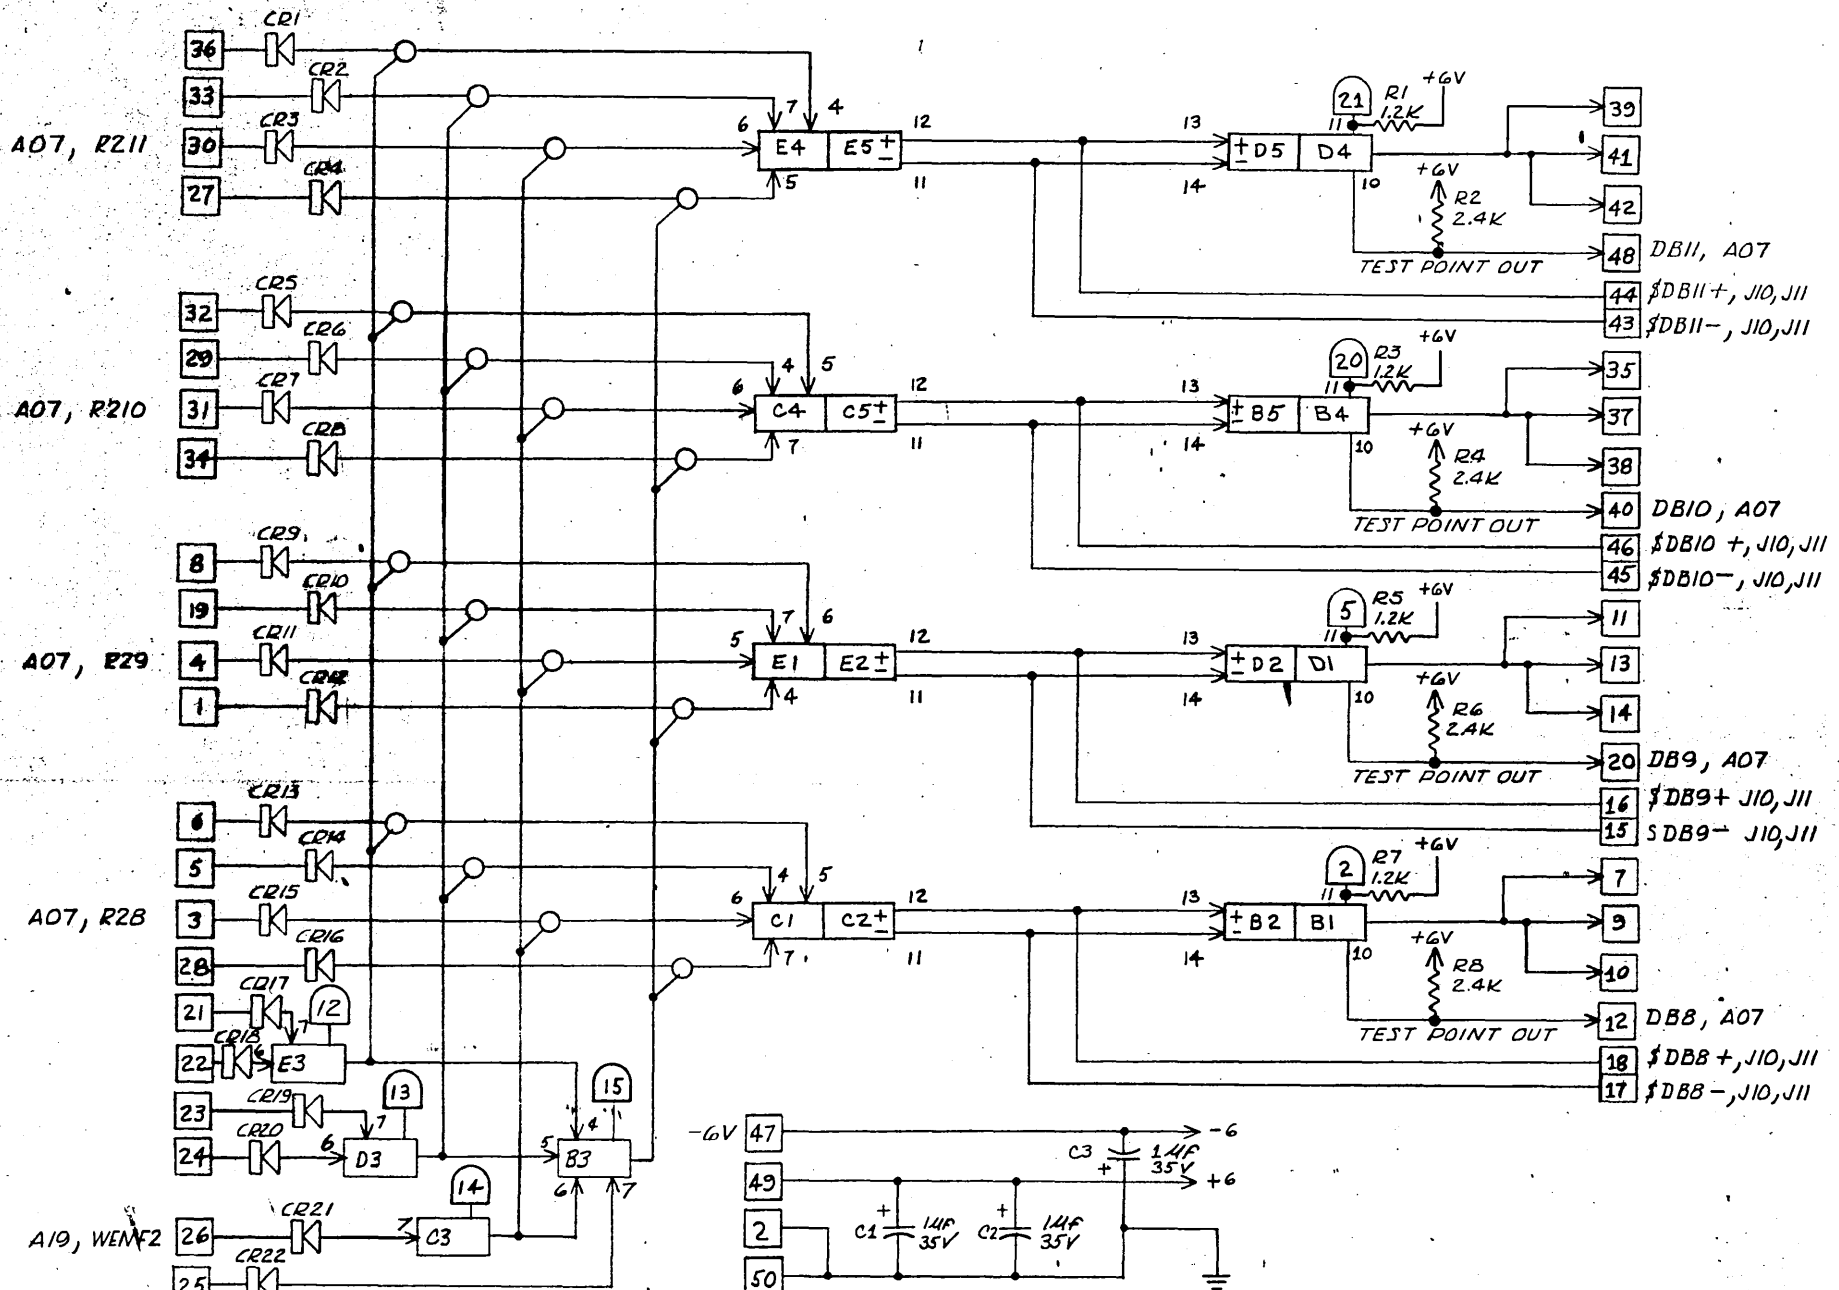 CR1
36
CR2
33
7 4
21 R1 +6V
11 1.2K
39
A07, R211
CR3
30
6 E4 E5 + - 12 11
13 14 + - D5 D4
41
CR4
27
5
10
+6V
R2
2.4K
42
TEST POINT OUT
48 DB11, A07
44 $DB11+, J10, J11
43 $DB11-, J10, J11
CR5
32
CR6
29
4 5
20 R3 +6V
11 1.2K
35
A07, R210
CR7
31
6 C4 C5 + - 12 11
13 14 + - B5 B4
37
CR8
34
7
10
+6V
R4
2.4K
38
TEST POINT OUT
40 DB10, A07
46 $DB10+, J10, J11
45 $DB10-, J10, J11
CR9
8
CR10
19
7 6
5 R5 +6V
11 1.2K
11
A07, R29
CR11
4
5 E1 E2 + - 12 11
13 14 + - D2 D1
13
CR12
1
4
10
+6V
R6
2.4K
14
TEST POINT OUT
20 DB9, A07
16 $DB9+ J10, J11
15 SDB9- J10, J11
CR13
6
CR14
5
4 5
2 R7 +6V
11 1.2K
7
A07, R28
CR15
3
6 C1 C2 + - 12 11
13 14 + - B2 B1
9
CR16
28
7
10
+6V
R8
2.4K
10
TEST POINT OUT
12 DB8, A07
18 $DB8+, J10, J11
17 $DB8-, J10, J11
CR17
21
7 12
CR18
22
6 E3
CR19
23
7 13
CR20
24
6 D3
4 15
5 B3
6 7
14
A19, WEMF2
CR21
26
7 C3
CR22
25
-6V 47 -6
C3 + 1UF
35V
49 +6
2
+ C1 1UF
35V
+ C2 1UF
35V
50